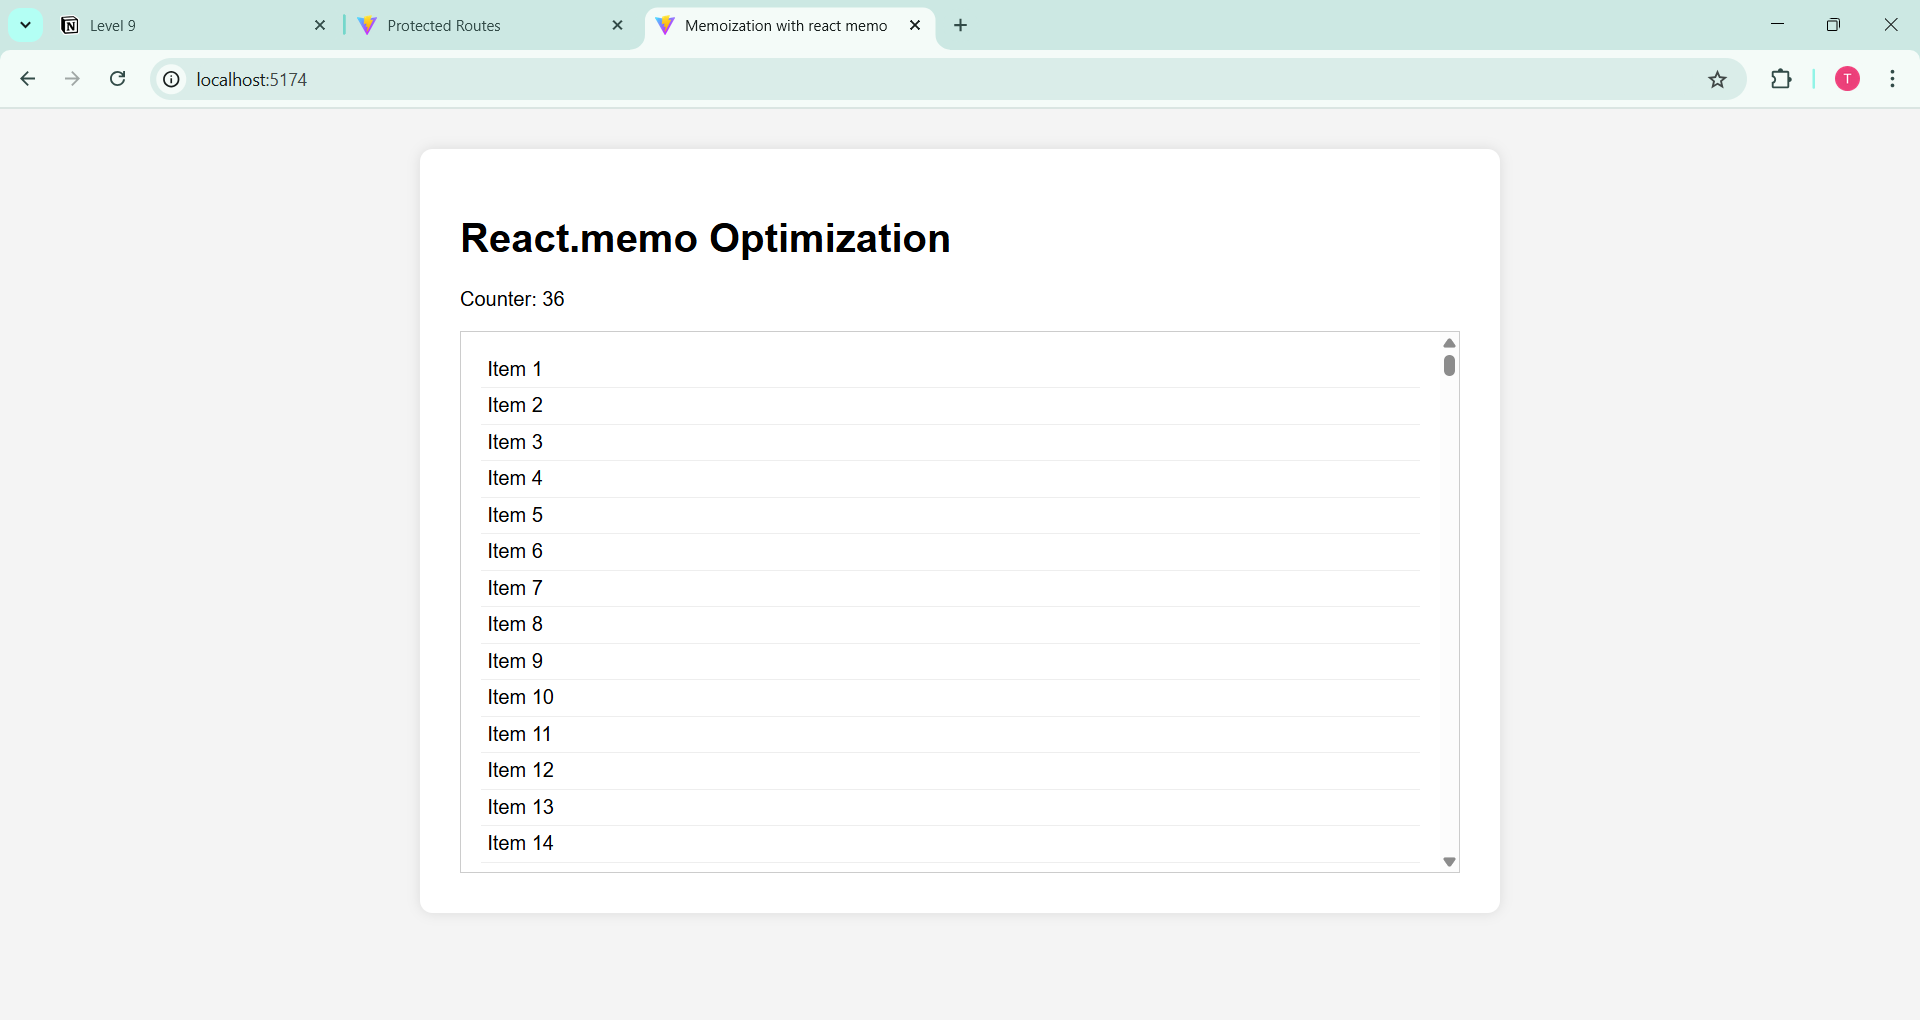 Level 9
Protected Routes
Memoization with react memo
localhost:5174
T
React.memo Optimization
Counter: 36
Item 1
Item 2
Item 3
Item 4
Item 5
Item 6
Item 7
Item 8
Item 9
Item 10
Item 11
Item 12
Item 13
Item 14